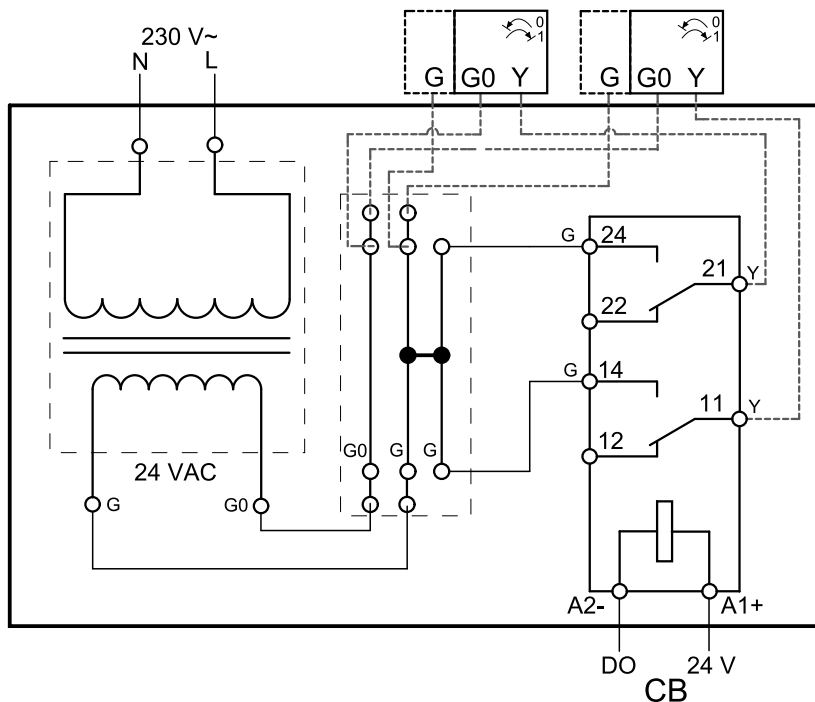 230 V~
N L
0
1
G G0 Y
0
1
G G0 Y
G 24
21 Y
22
G 14
11 Y
12
G0 G G
24 VAC
G G0
A2- A1+
DO 24 V
CB